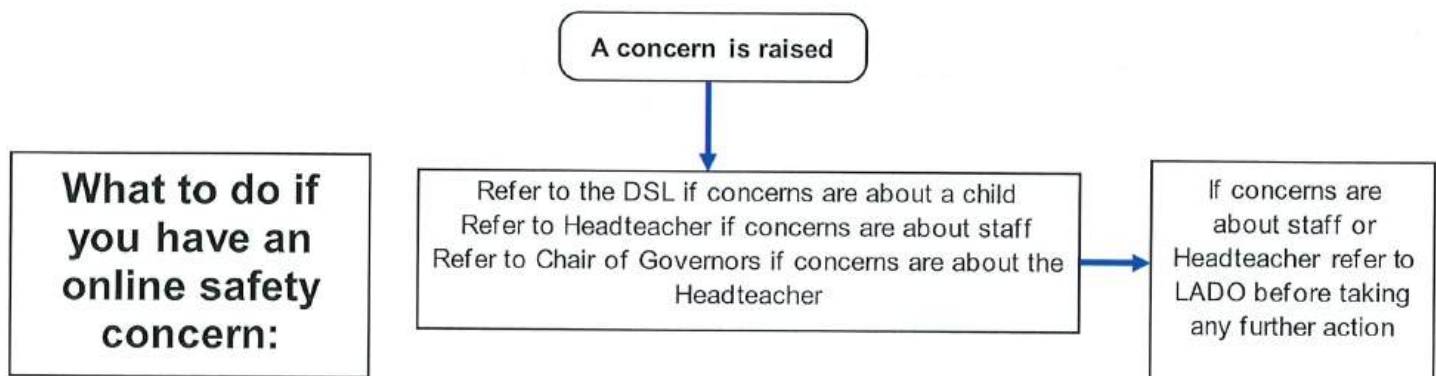 A concern is raised
What to do if
you have an
online safety
concern:
Refer to the DSL if concerns are about a child
Refer to Headteacher if concerns are about staff
Refer to Chair of Governors if concerns are about the
Headteacher
If concerns are
about staff or
Headteacher refer to
LADO before taking
any further action